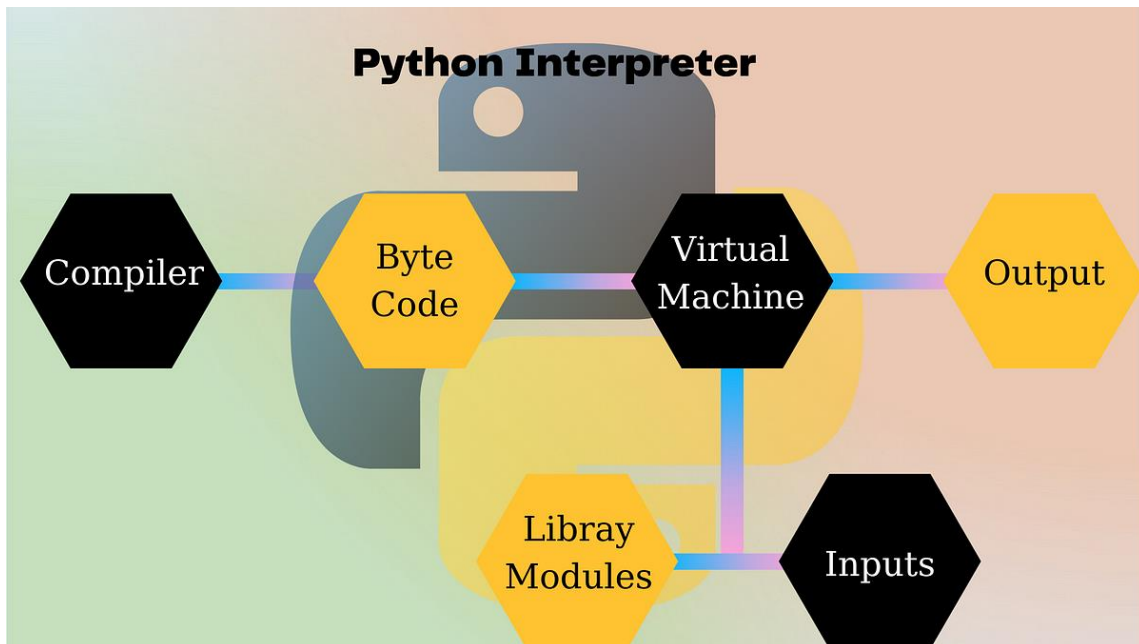 Python Interpreter
Compiler
Byte
Code
Virtual
Machine
Output
Libray
Modules
Inputs